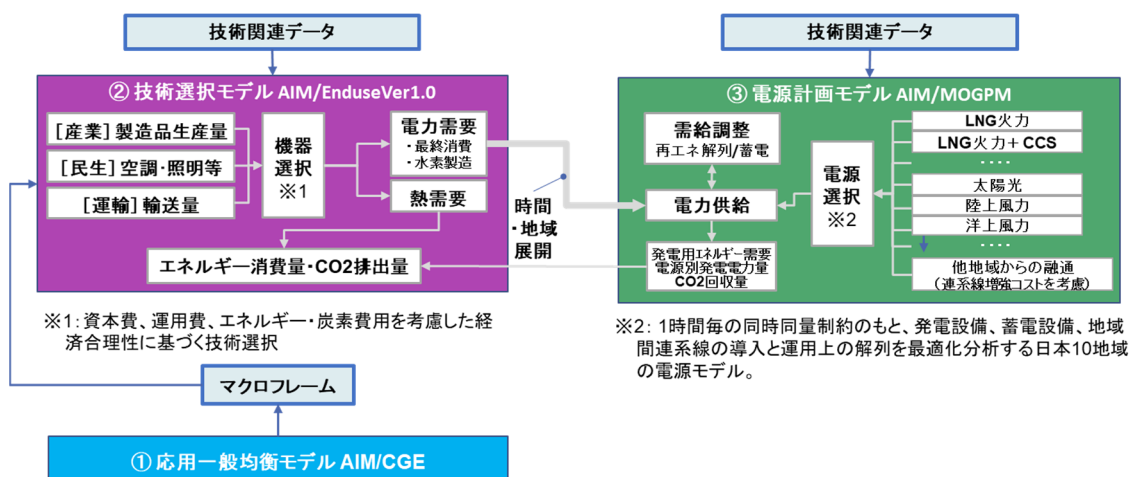 技術関連データ
技術関連データ
② 技術選択モデル AIM/EnduseVer1.0
[産業] 製造品生産量
[民生] 空調・照明等
[運輸] 輸送量
機器
選択
※1
電力需要
・最終消費
・水素製造
熱需要
エネルギー消費量・CO2排出量
時間
・地域
展開
③ 電源計画モデル AIM/MOGPM
需給調整
再エネ解列/蓄電
電力供給
発電用エネルギー需要
電源別発電電力量
CO2回収量
電源
選択
※2
LNG火力
LNG火力+CCS
・・・・
太陽光
陸上風力
洋上風力
・・・・
他地域からの融通
(連系線増強コストを考慮)
※1: 資本費、運用費、エネルギー・炭素費用を考慮した経
済合理性に基づく技術選択
※2: 1時間毎の同時同量制約のもと、発電設備、蓄電設備、地域
間連系線の導入と運用上の解列を最適化分析する日本10地域
の電源モデル。
マクロフレーム
① 応用一般均衡モデル AIM/CGE